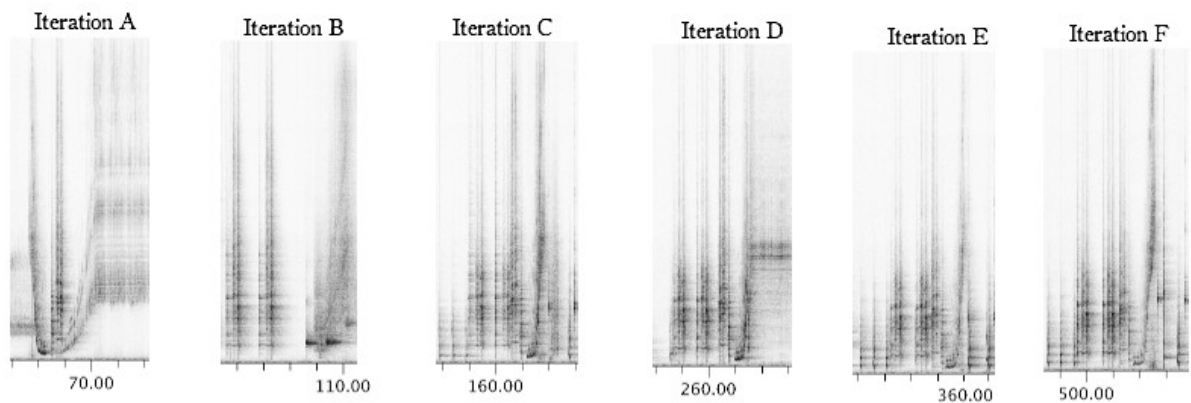 Iteration A
Iteration B
Iteration C
Iteration D
Iteration E
Iteration F
70.00
110.00
160.00
260.00
360.00
500.00